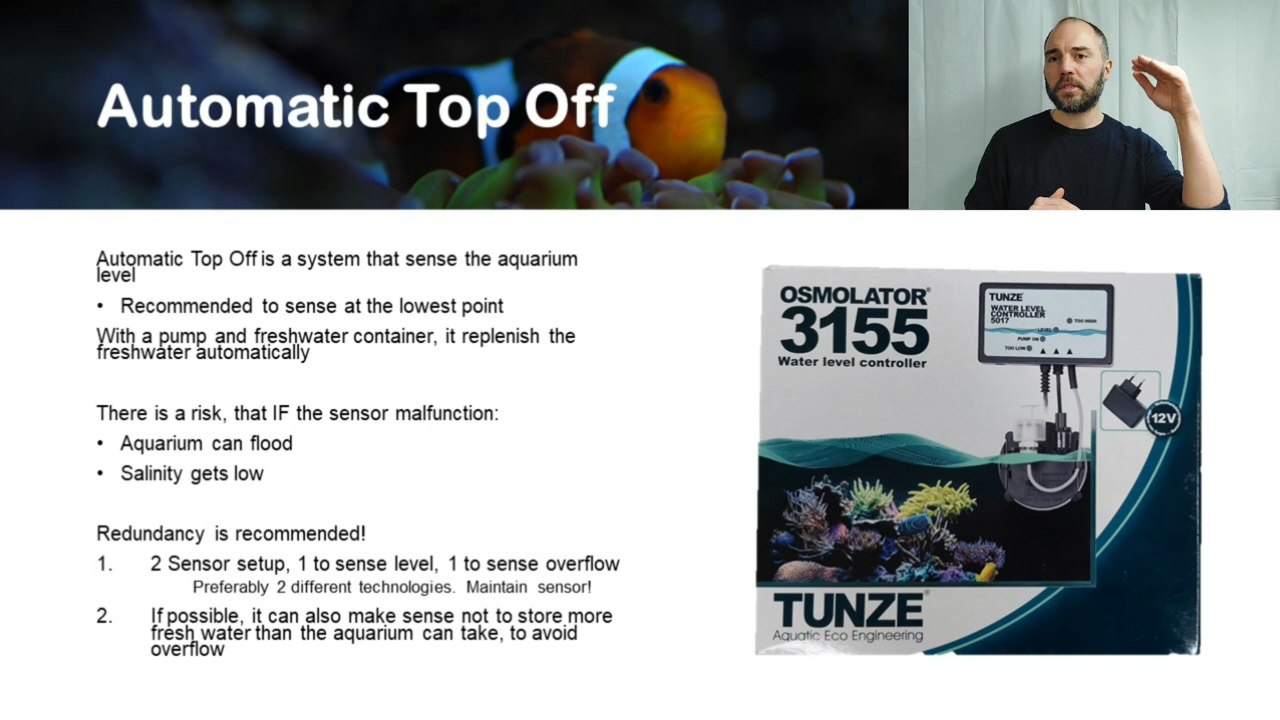 Automatic Top Off
Automatic Top Off is a system that sense the aquarium
level
• Recommended to sense at the lowest point
With a pump and freshwater container, it replenish the
freshwater automatically
There is a risk, that IF the sensor malfunction:
• Aquarium can flood
• Salinity gets low
Redundancy is recommended!
1. 2 Sensor setup, 1 to sense level, 1 to sense overflow
Preferably 2 different technologies. Maintain sensor!
2. If possible, it can also make sense not to store more
fresh water than the aquarium can take, to avoid
overflow
OSMOLATOR®
3155
Water level controller
TUNZE®
WATER LEVEL
CONTROLLER
5017
TOO HIGH
LEVEL
PUMP ON
TOO LOW
12V
TUNZE®
Aquatic Eco Engineering